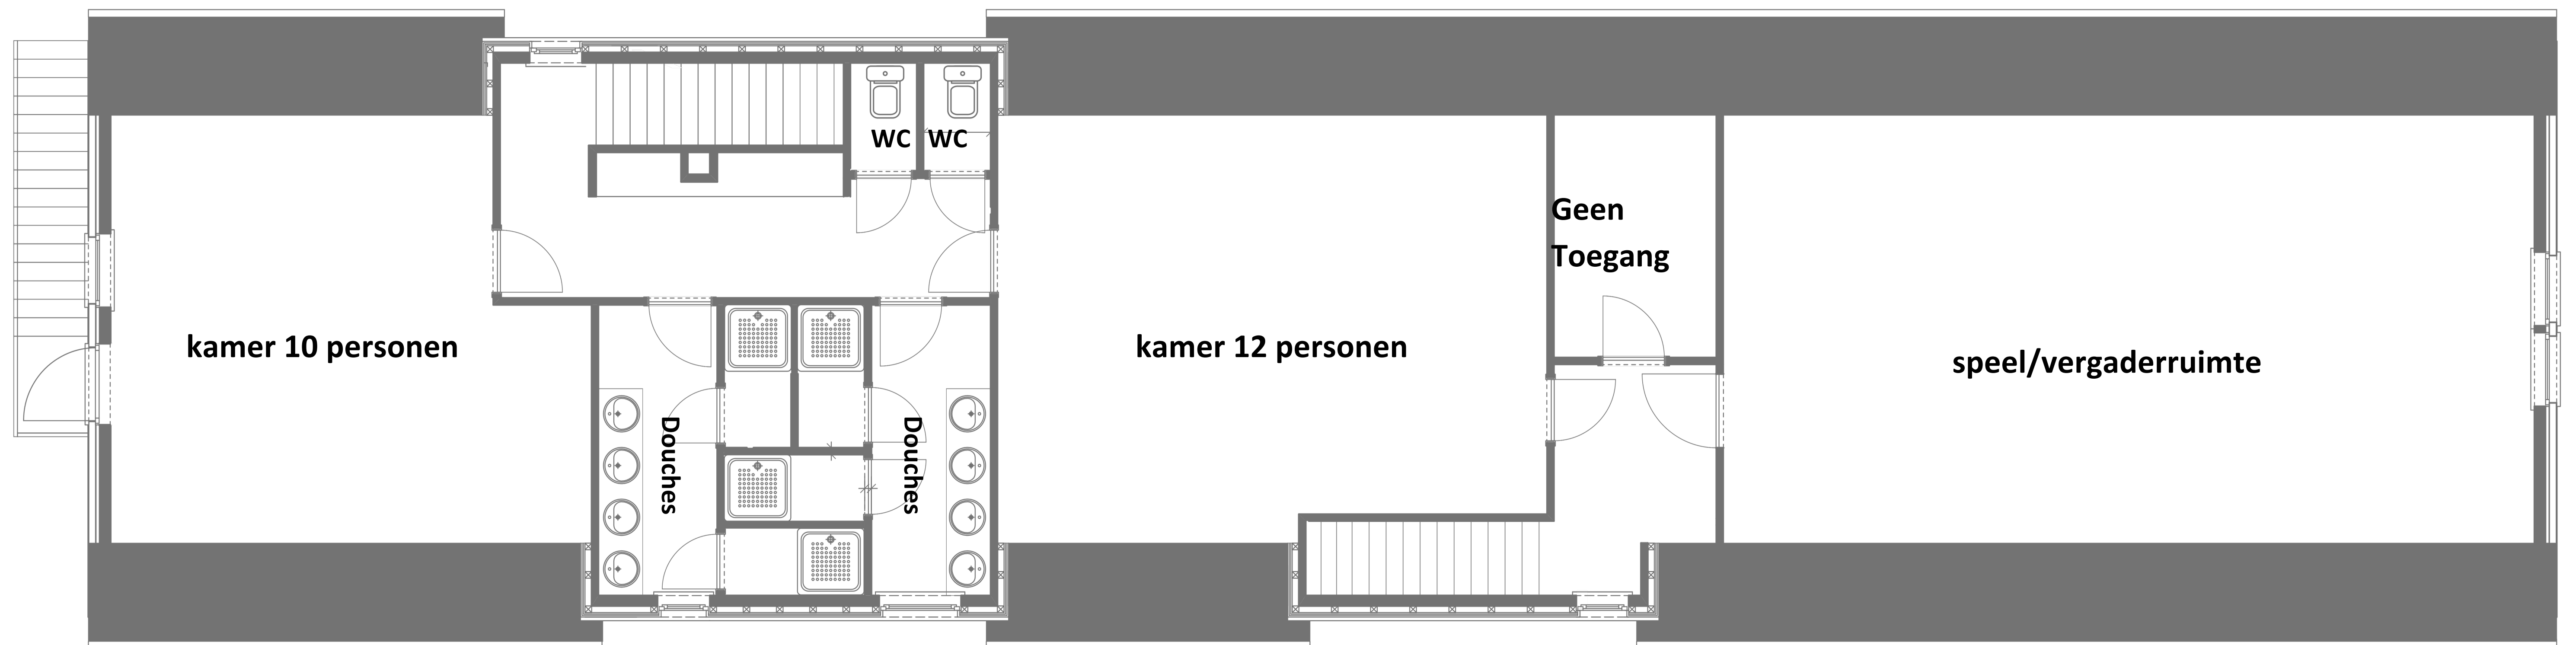 WC
WC
Geen
Toegang
kamer 10 personen
kamer 12 personen
speel/vergaderruimte
Douches
Douches